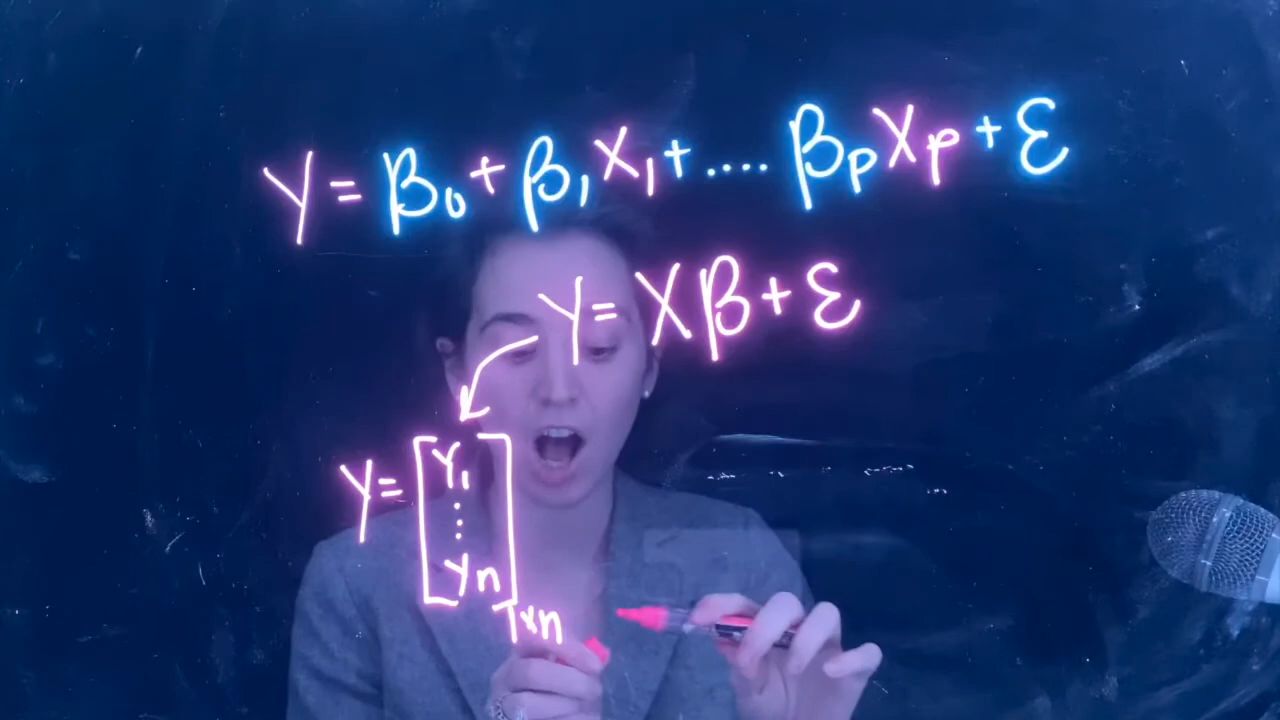 Y = β₀ + β₁X₁ + .... βₚXₚ + ε
Y = Xβ + ε
Y = [Y₁ ⋮ Yn]
1xn